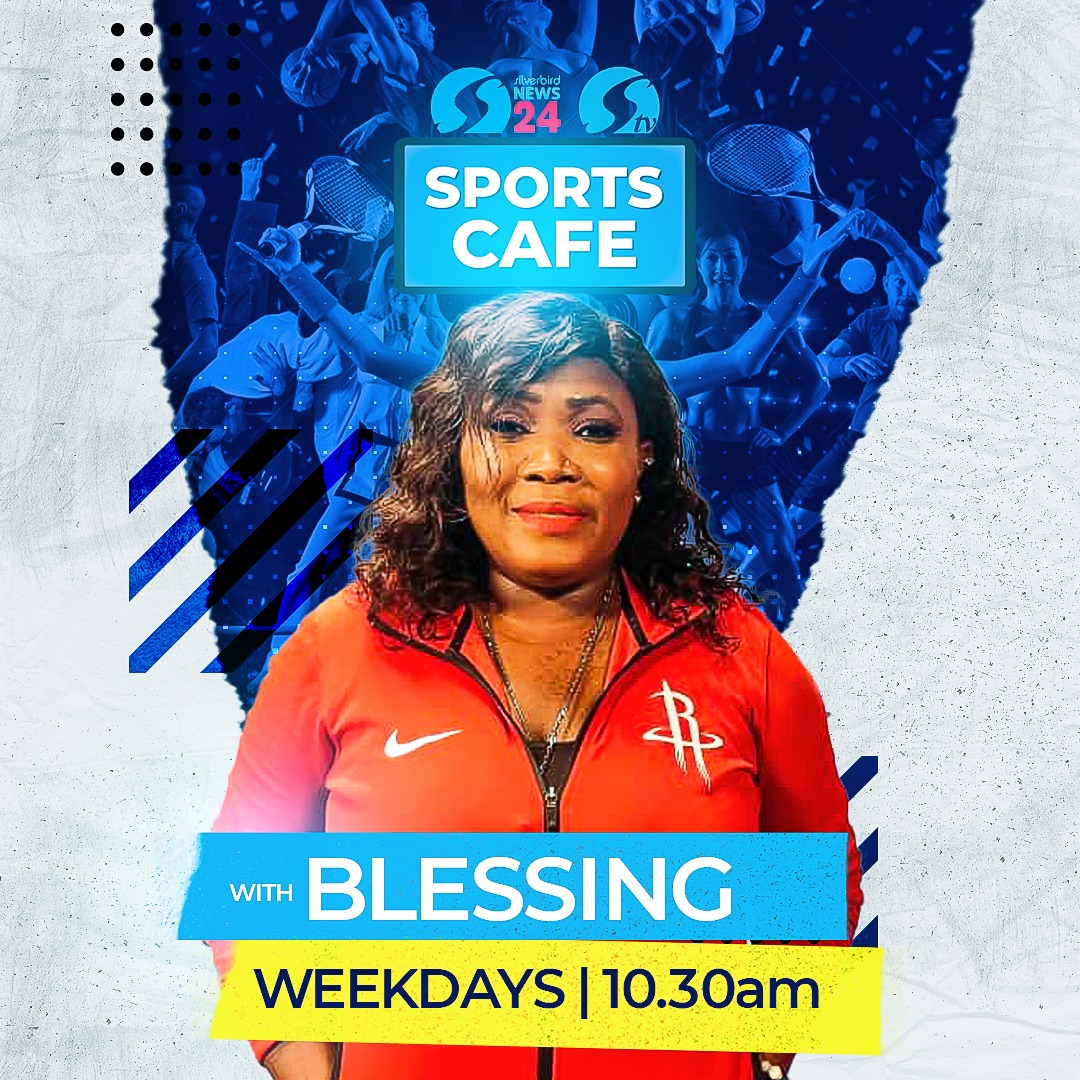 silverbird
NEWS
24
tv
SPORTS
CAFE
WITH BLESSING
WEEKDAYS | 10.30am